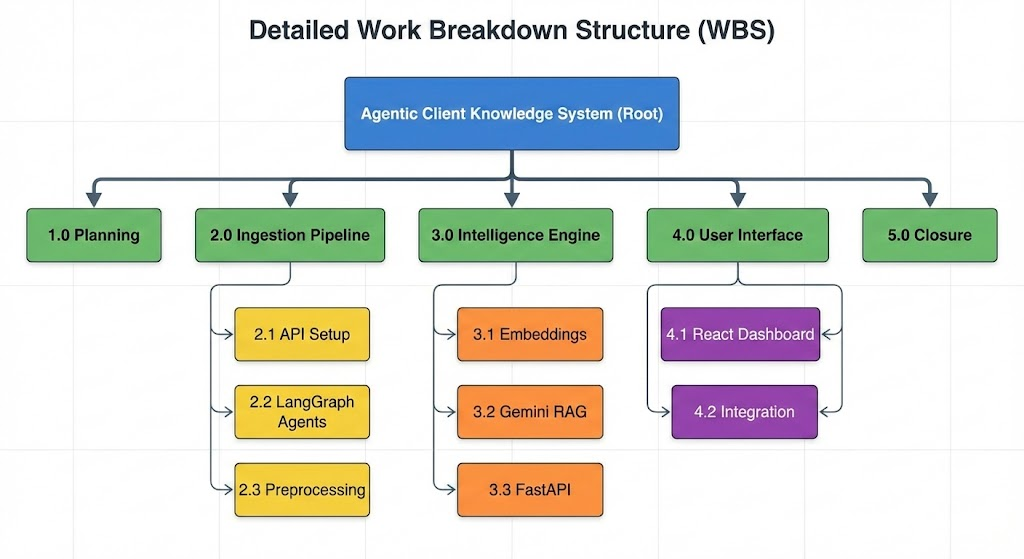 Detailed Work Breakdown Structure (WBS)
Agentic Client Knowledge System (Root)
1.0 Planning
2.0 Ingestion Pipeline
3.0 Intelligence Engine
4.0 User Interface
5.0 Closure
2.1 API Setup
2.2 LangGraph
Agents
2.3 Preprocessing
3.1 Embeddings
3.2 Gemini RAG
3.3 FastAPI
4.1 React Dashboard
4.2 Integration